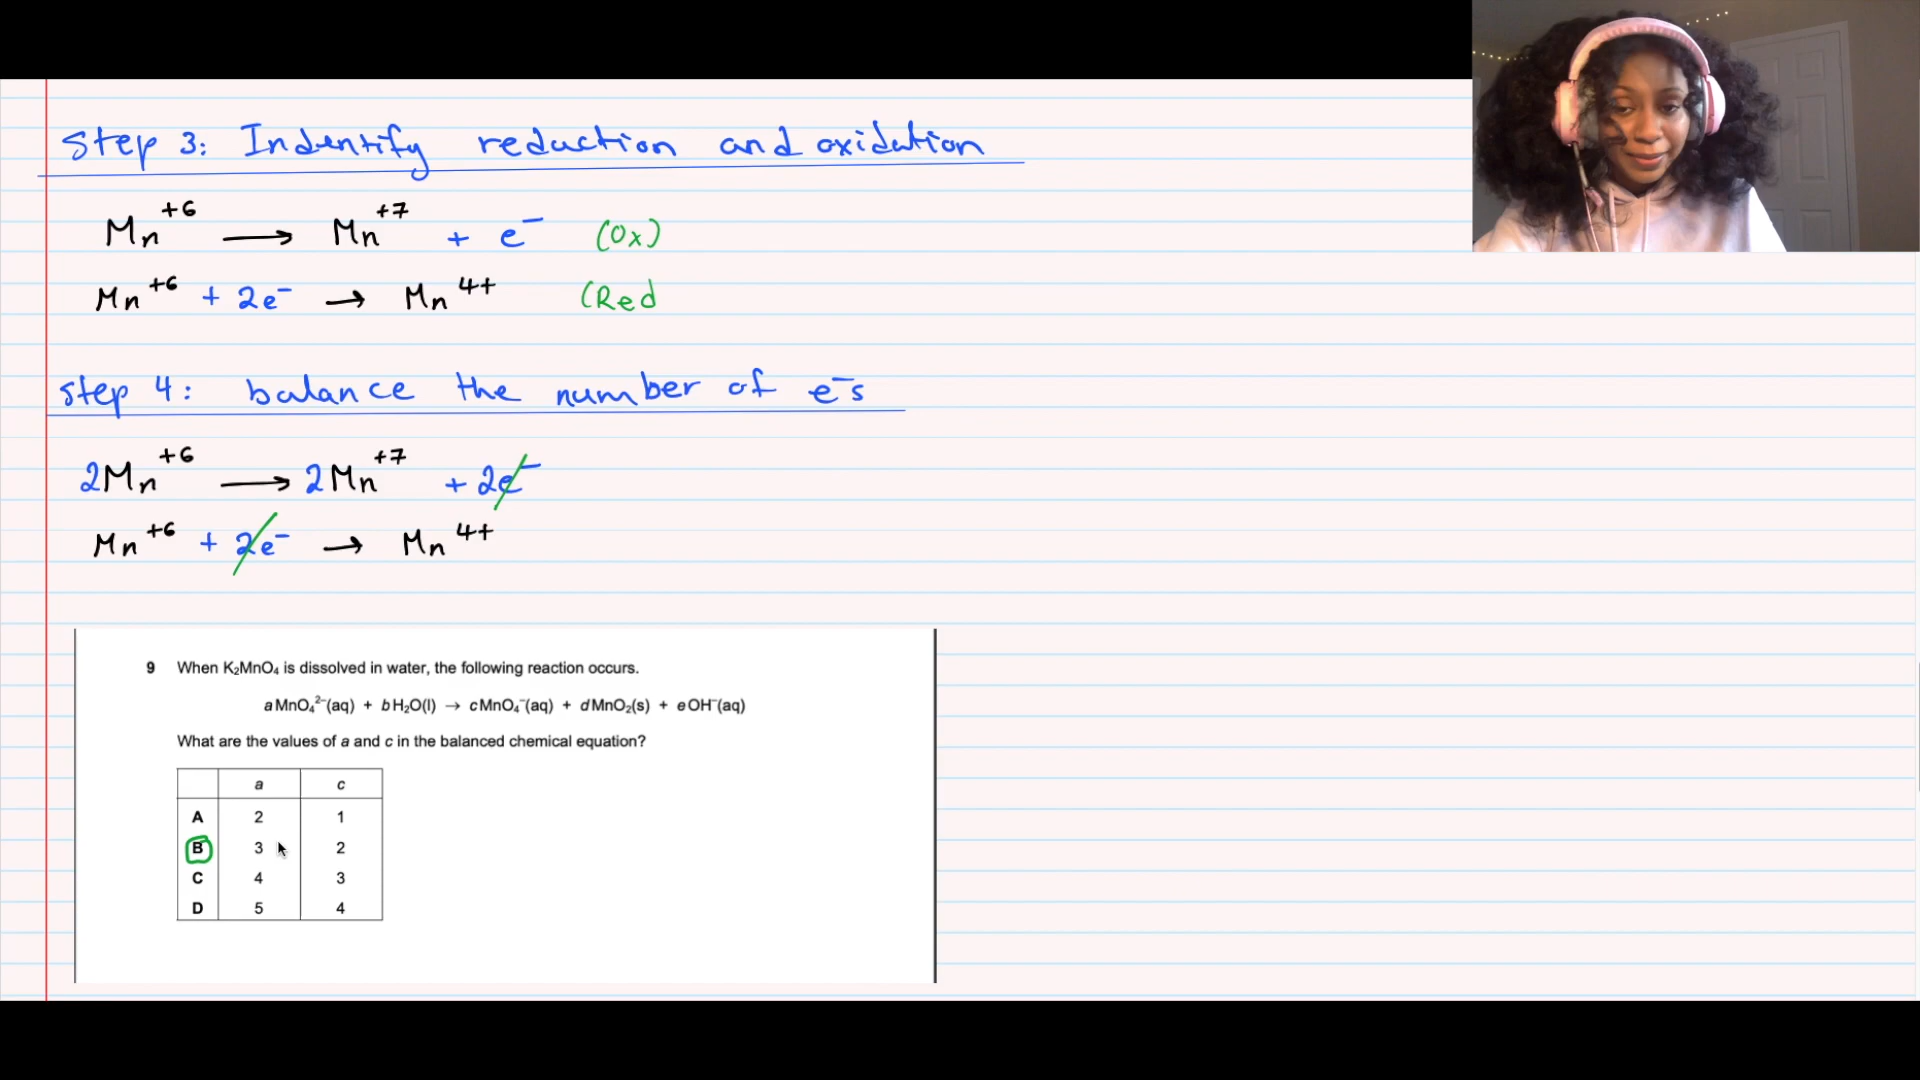 Step 3: Indentify reduction and oxidation
Mn⁺⁶ → Mn⁺⁷ + e⁻ (Ox)
Mn⁺⁶ + 2e⁻ → Mn⁴⁺ (Red
Step 4: balance the number of e⁻s
2Mn⁺⁶ → 2Mn⁺⁷ + 2e⁻
Mn⁺⁶ + 2e⁻ → Mn⁴⁺
9 When K₂MnO₄ is dissolved in water, the following reaction occurs.
aMnO₄²⁻(aq) + bH₂O(l) → cMnO₄⁻(aq) + dMnO₂(s) + eOH⁻(aq)
What are the values of a and c in the balanced chemical equation?
a c
A 2 1
B 3 2
C 4 3
D 5 4